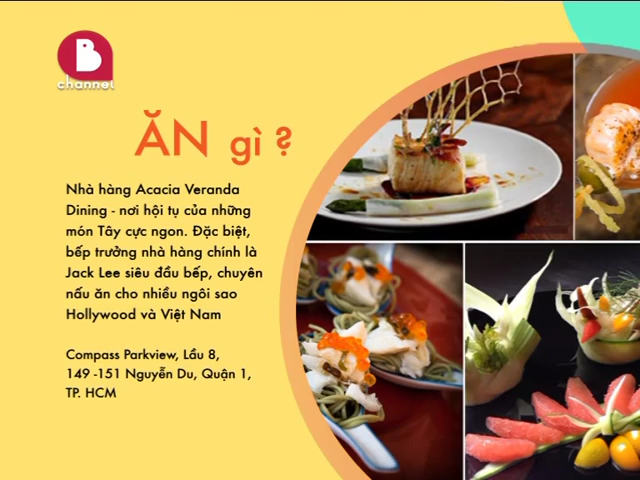 B
channel
ĂN gì ?
Nhà hàng Acacia Veranda
Dining - nơi hội tụ của những
món Tây cực ngon. Đặc biệt,
bếp trưởng nhà hàng chính là
Jack Lee siêu đầu bếp, chuyên
nấu ăn cho nhiều ngôi sao
Hollywood và Việt Nam
Compass Parkview, Lầu 8,
149 -151 Nguyễn Du, Quận 1,
TP. HCM